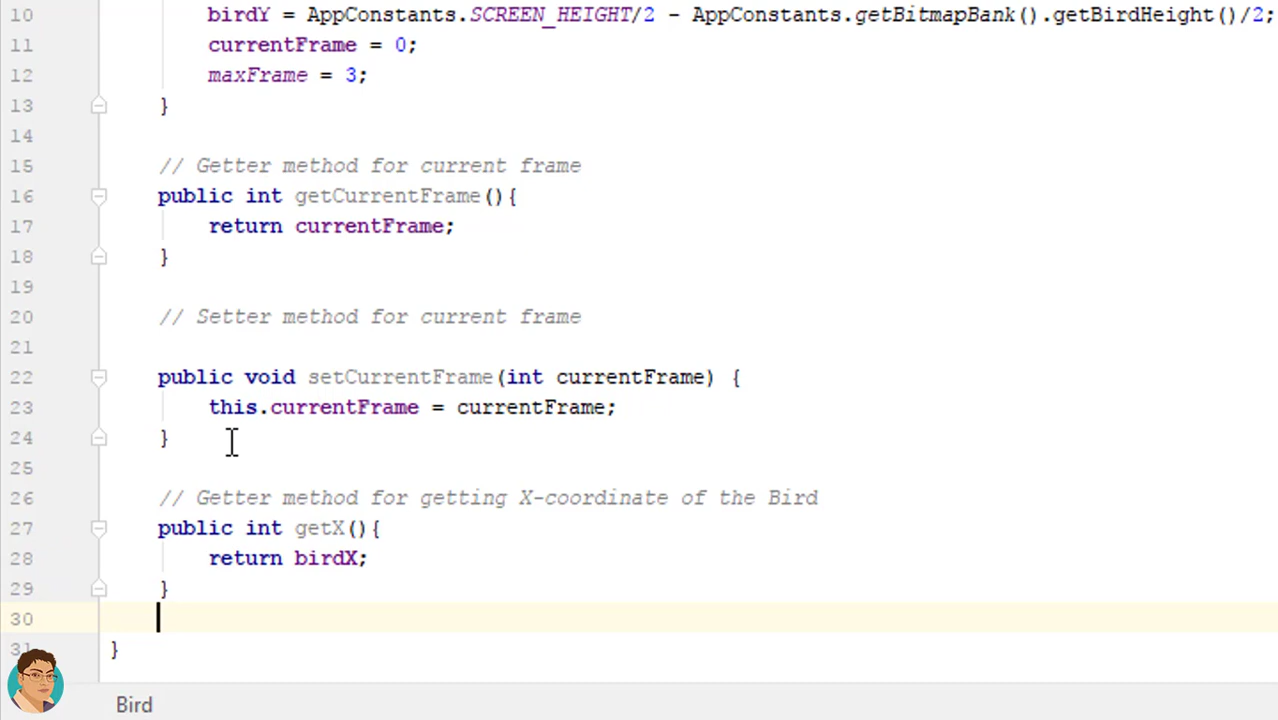 10 birdY = AppConstants.SCREEN_HEIGHT/2 - AppConstants.getBitmapBank().getBirdHeight()/2;
11 currentFrame = 0;
12 maxFrame = 3;
13 }
14
15 // Getter method for current frame
16 public int getCurrentFrame(){
17 return currentFrame;
18 }
19
20 // Setter method for current frame
21
22 public void setCurrentFrame(int currentFrame) {
23 this.currentFrame = currentFrame;
24 }
25
26 // Getter method for getting X-coordinate of the Bird
27 public int getX(){
28 return birdX;
29 }
30
31 }
Bird